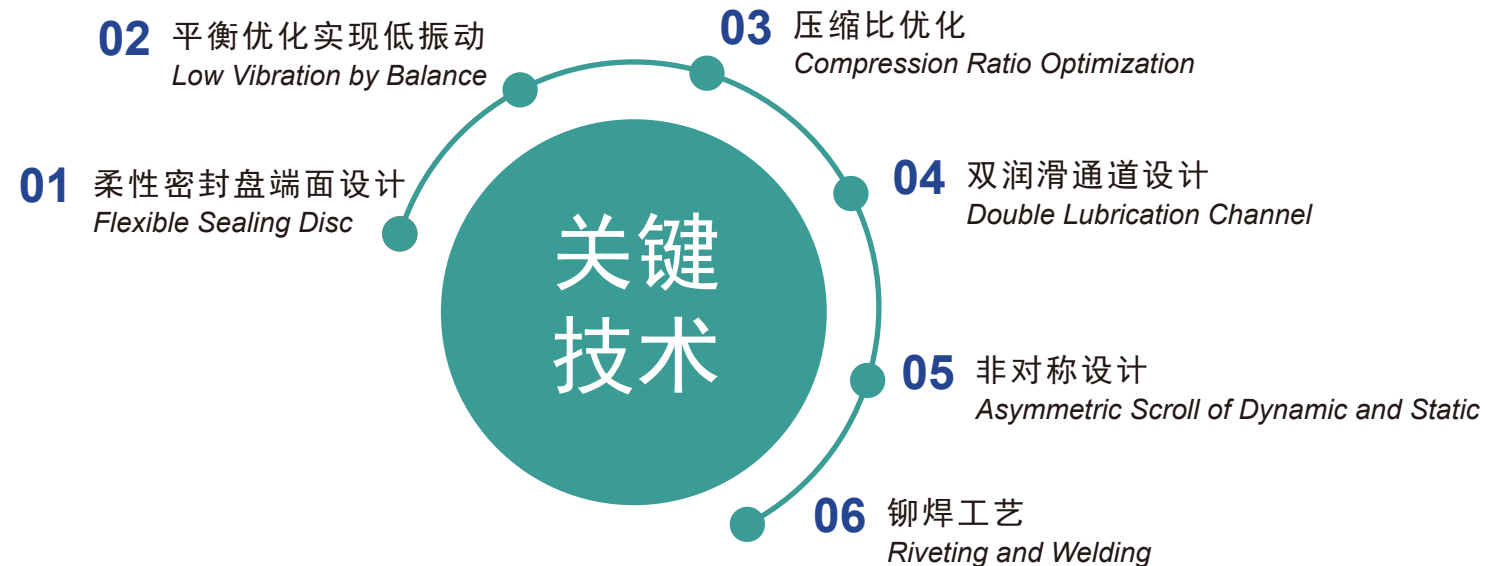 关键
技术
01 柔性密封盘端面设计
Flexible Sealing Disc
02 平衡优化实现低振动
Low Vibration by Balance
03 压缩比优化
Compression Ratio Optimization
04 双润滑通道设计
Double Lubrication Channel
05 非对称设计
Asymmetric Scroll of Dynamic and Static
06 铆焊工艺
Riveting and Welding